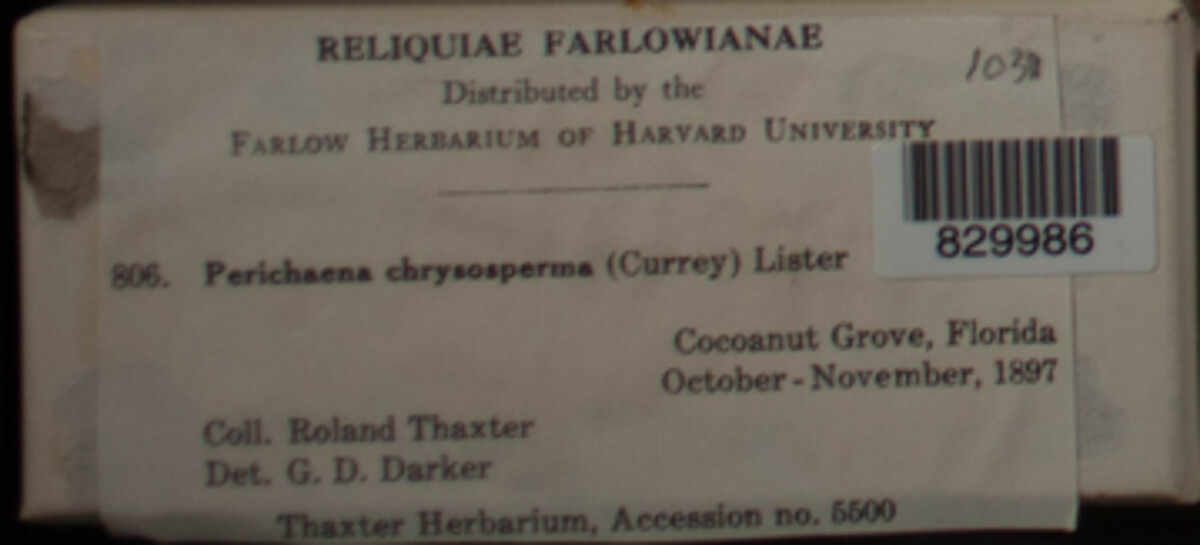 RELIQUIAE FARLOWIANAE
Distributed by the
FARLOW HERBARIUM OF HARVARD UNIVERSITY
829986
806. Perichaena chrysosperma (Currey) Lister
Cocoanut Grove, Florida
October-November, 1897
Coll. Roland Thaxter
Det. G. D. Darker
Thaxter Herbarium, Accession no. 5500